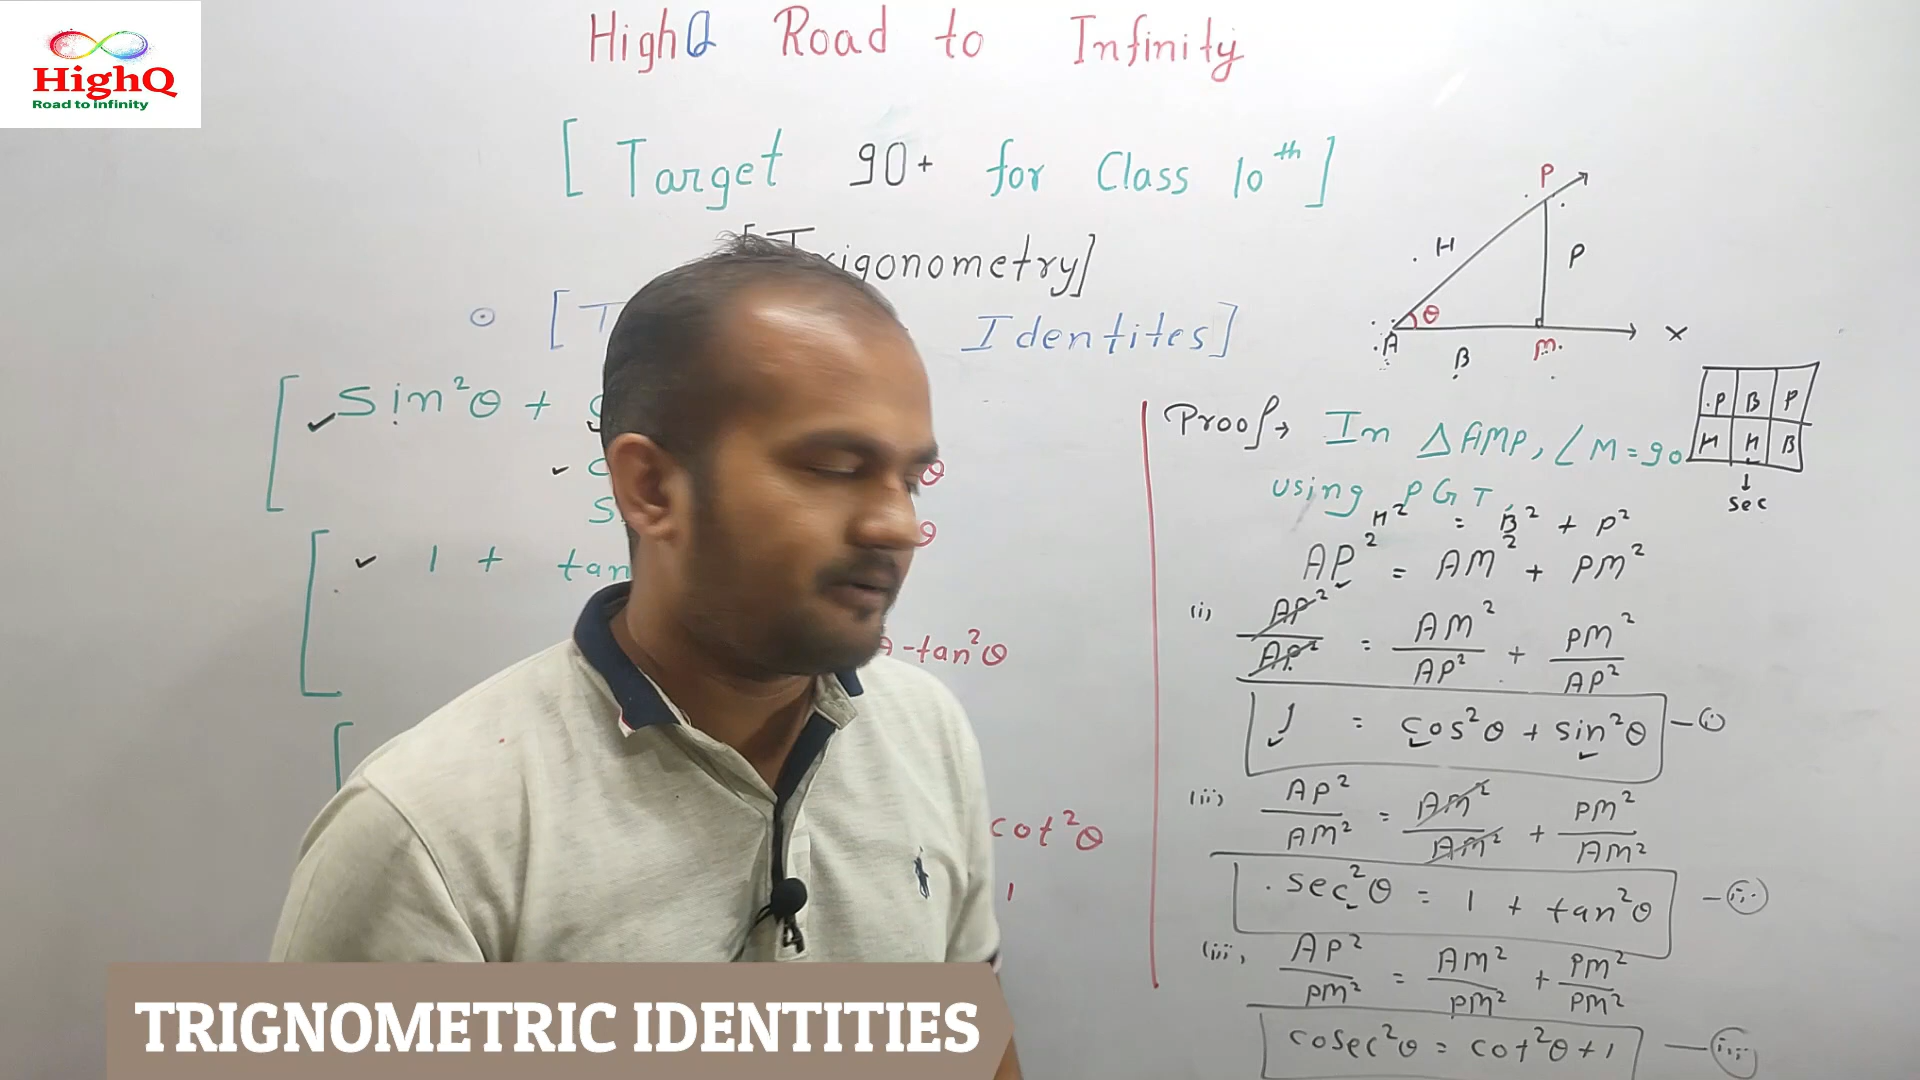 HighQ
Road to infinity
HighQ Road to Infinity
[Target 90+ for Class 10th]
Trigonometry]
Identites]
Sin²θ +
1 + tan
-tan²θ
cot²θ
1
P
H
P
θ
A
B
M
X
P B P
H H B
↓
sec
Proof→ In △AMP, ∠M=90
using PGT
H² = B² + P²
AP² = AM² + PM²
(i) AP²/AP² = AM²/AP² + PM²/AP²
1 = cos²θ + sin²θ —(i)
(ii) AP²/AM² = AM²/AM² + PM²/AM²
sec²θ = 1 + tan²θ —(ii)
(iii) AP²/PM² = AM²/PM² + PM²/PM²
cosec²θ = cot²θ + 1 —(iii)
TRIGNOMETRIC IDENTITIES